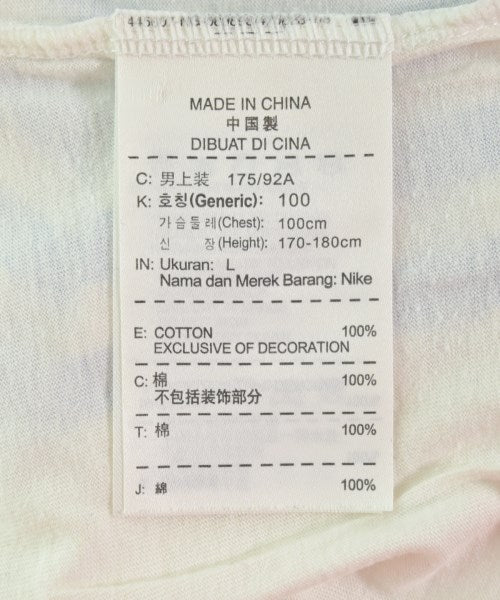 MADE IN CHINA
中国製
DIBUAT DI CINA
C: 男上装 175/92A
K: 호칭(Generic): 100
가슴둘레(Chest): 100cm
신 장(Height): 170-180cm
IN: Ukuran: L
Nama dan Merek Barang: Nike
E: COTTON 100%
EXCLUSIVE OF DECORATION
C: 棉 100%
不包括装饰部分
T: 棉 100%
J: 綿 100%